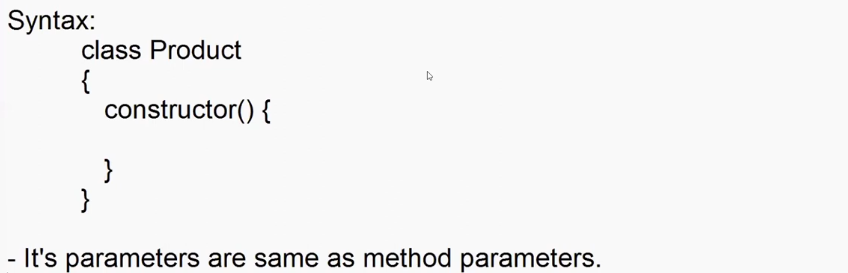 Syntax:
class Product
{
constructor() {
}
}
- It's parameters are same as method parameters.